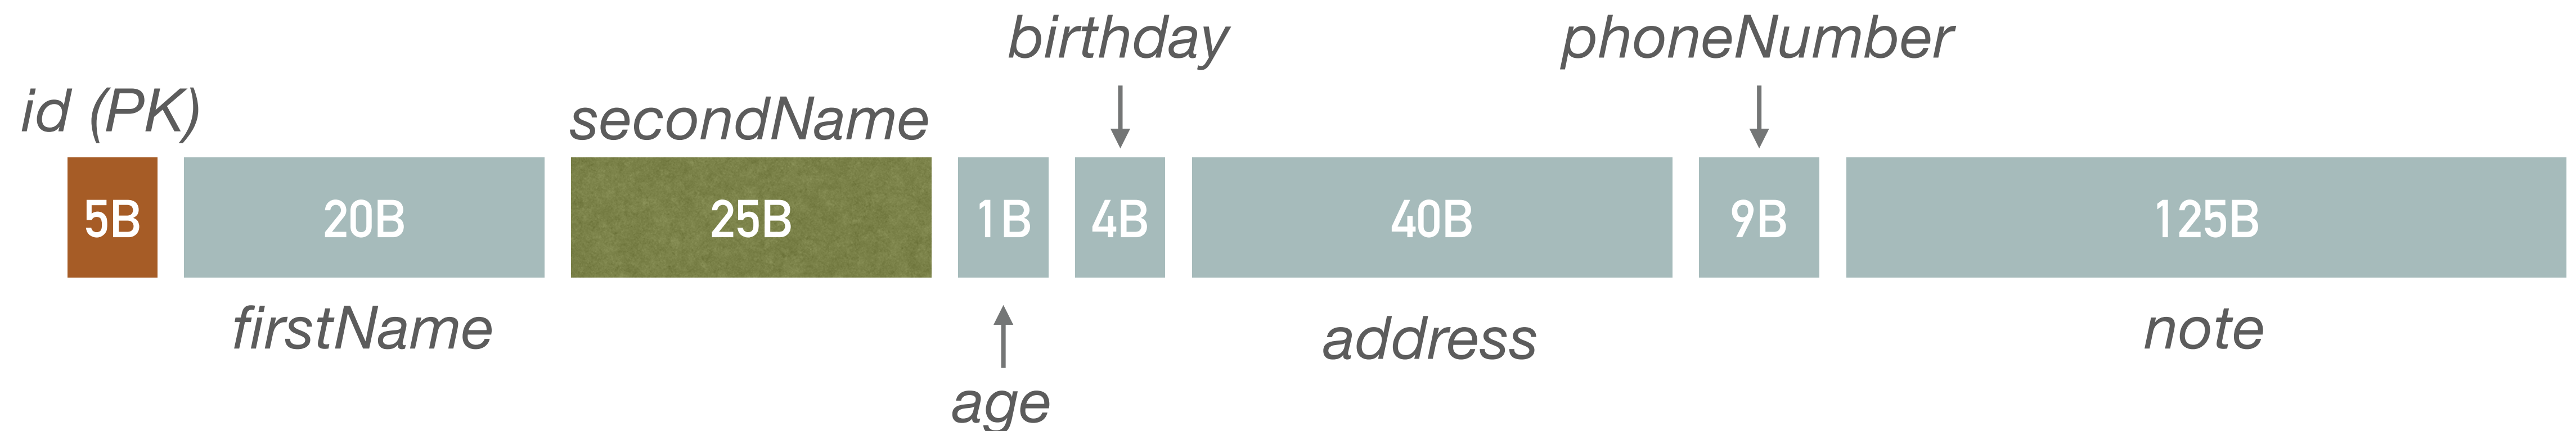 birthday
phoneNumber
id (PK)
secondName
5B
20B
25B
1B
4B
40B
9B
125B
firstName
address
note
age